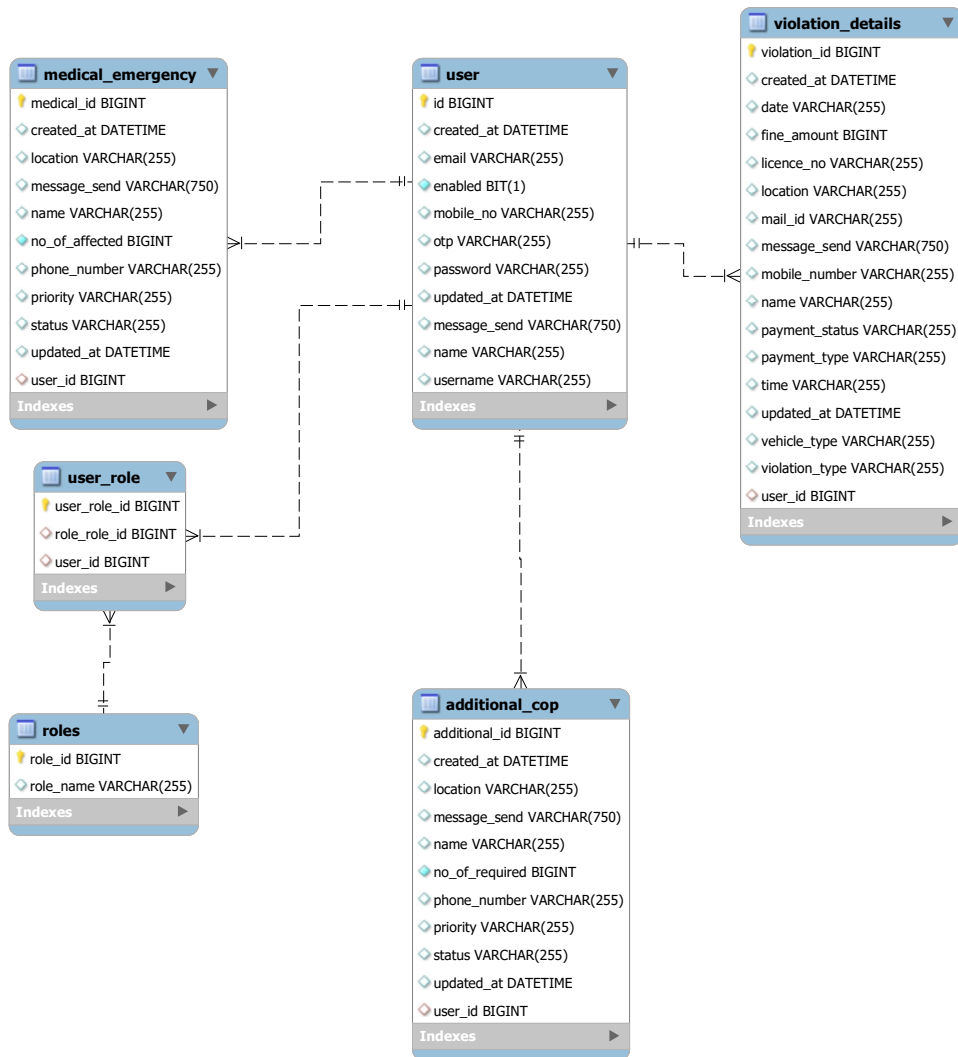 medical_emergency
medical_id BIGINT
created_at DATETIME
location VARCHAR(255)
message_send VARCHAR(750)
name VARCHAR(255)
no_of_affected BIGINT
phone_number VARCHAR(255)
priority VARCHAR(255)
status VARCHAR(255)
updated_at DATETIME
user_id BIGINT
Indexes
user
id BIGINT
created_at DATETIME
email VARCHAR(255)
enabled BIT(1)
mobile_no VARCHAR(255)
otp VARCHAR(255)
password VARCHAR(255)
updated_at DATETIME
message_send VARCHAR(750)
name VARCHAR(255)
username VARCHAR(255)
Indexes
violation_details
violation_id BIGINT
created_at DATETIME
date VARCHAR(255)
fine_amount BIGINT
licence_no VARCHAR(255)
location VARCHAR(255)
mail_id VARCHAR(255)
message_send VARCHAR(750)
mobile_number VARCHAR(255)
name VARCHAR(255)
payment_status VARCHAR(255)
payment_type VARCHAR(255)
time VARCHAR(255)
updated_at DATETIME
vehicle_type VARCHAR(255)
violation_type VARCHAR(255)
user_id BIGINT
Indexes
user_role
user_role_id BIGINT
role_role_id BIGINT
user_id BIGINT
Indexes
roles
role_id BIGINT
role_name VARCHAR(255)
Indexes
additional_cop
additional_id BIGINT
created_at DATETIME
location VARCHAR(255)
message_send VARCHAR(750)
name VARCHAR(255)
no_of_required BIGINT
phone_number VARCHAR(255)
priority VARCHAR(255)
status VARCHAR(255)
updated_at DATETIME
user_id BIGINT
Indexes